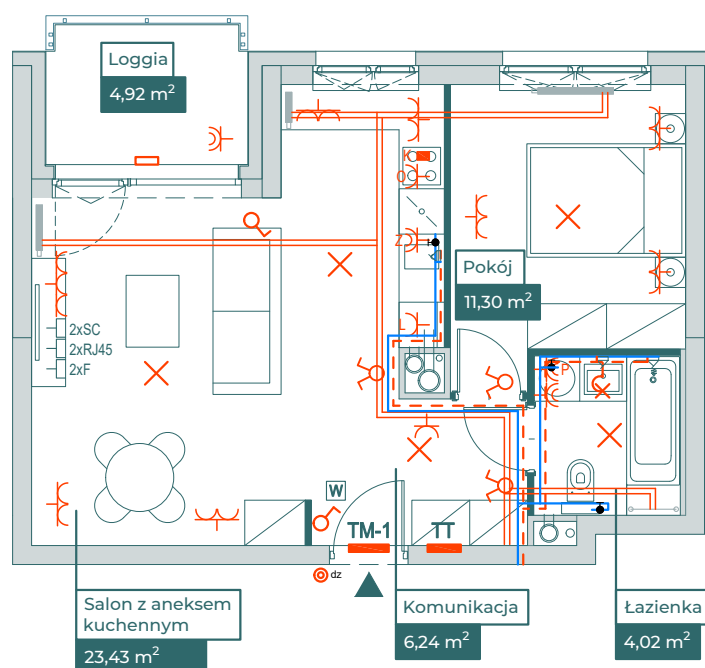 Loggia
4,92 m²
K
O
Z
L
Pokój
11,30 m²
2xSC
2xRJ45
2xF
P
W
TM-1
TT
dz
Salon z aneksem
kuchennym
23,43 m²
Komunikacja
6,24 m²
Łazienka
4,02 m²